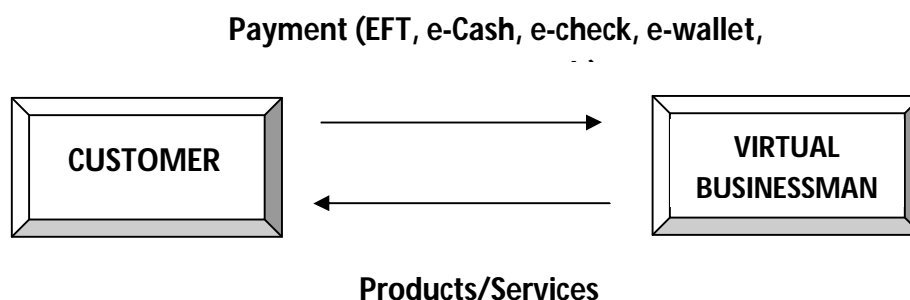 Payment (EFT, e-Cash, e-check, e-wallet,
CUSTOMER
VIRTUAL
BUSINESSMAN
Products/Services